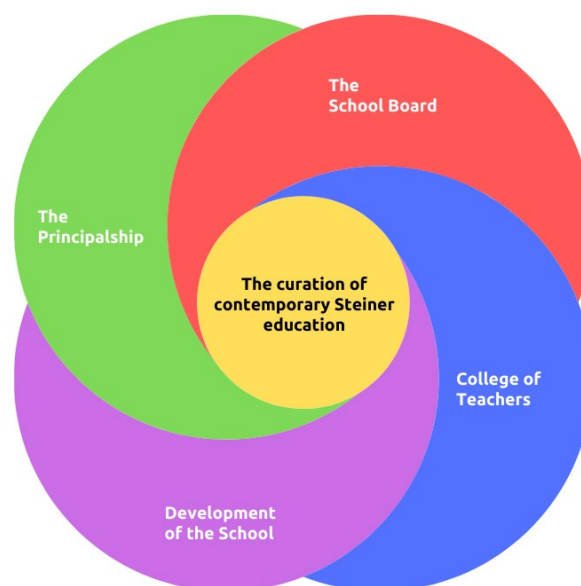 The
School Board
The
Principalship
The curation of
contemporary Steiner
education
College of
Teachers
Development
of the School